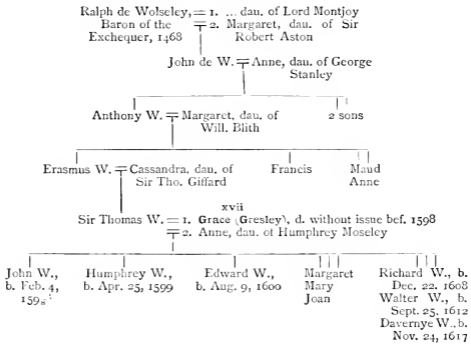 Ralph de Wolseley, = 1. ... dau. of Lord Montjoy
Baron of the = 2. Margaret, dau. of Sir
Exchequer, 1468 Robert Aston
John de W. = Anne, dau. of George
Stanley
Anthony W. = Margaret, dau. of 2 sons
Will. Blith
Erasmus W. = Cassandra, dau. of Francis Maud
Sir Tho. Giffard Anne
xvii
Sir Thomas W. = 1. Grace (Gresley), d. without issue bef. 1598
= 2. Anne, dau. of Humphrey Moseley
John W., Humphrey W., Edward W., Margaret Richard W., b.
b. Feb. 4, b. Apr. 25, 1599 b. Aug. 9, 1600 Mary Dec. 22, 1608
Joan Walter W., b.
Sept. 25, 1612
Davernye W., b.
Nov. 24, 1617